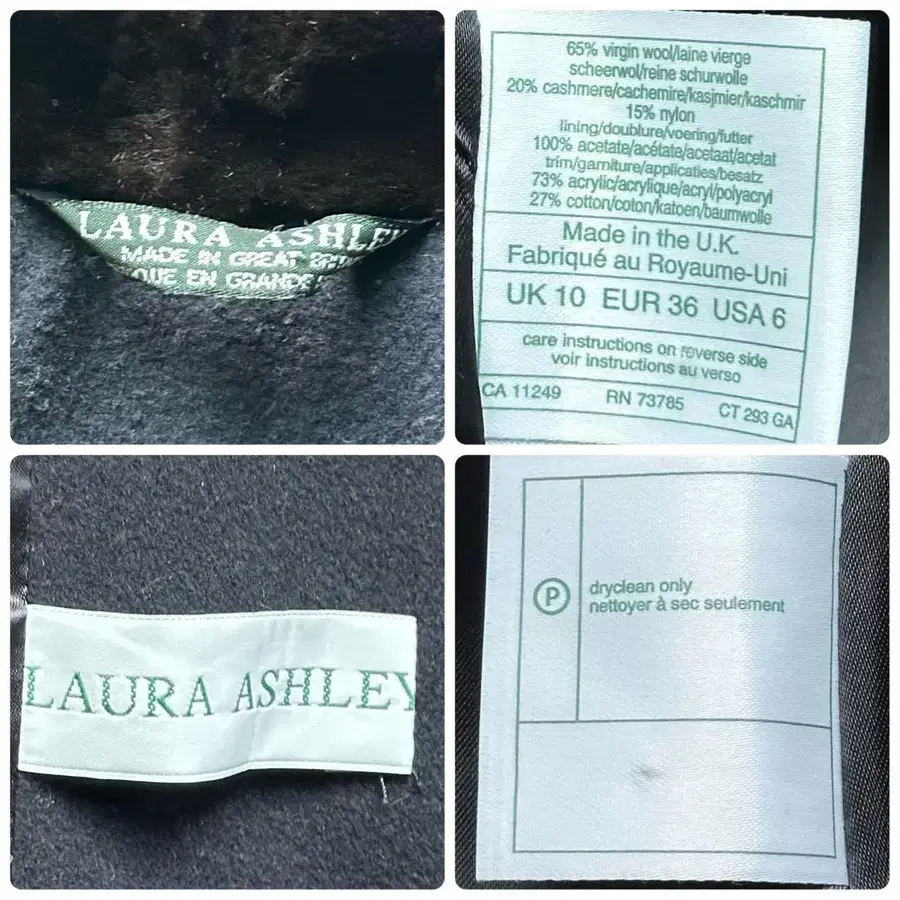 LAURA ASHLEY
MADE IN GREAT
EN GRANDE
65% virgin wool/laine vierge
scheerwol/reine schurwolle
20% cashmere/cachemire/kasjmier/kaschmir
15% nylon
lining/doublure/voering/futter
100% acetate/acétate/acetaat/acetat
trim/garniture/applicaties/besatz
73% acrylic/acrylique/acryl/polyacryl
27% cotton/coton/katoen/baumwolle
Made in the U.K.
Fabriqué au Royaume-Uni
UK 10 EUR 36 USA 6
care instructions on reverse side
voir instructions au verso
CA 11249 RN 73785 CT 293 GA
LAURA ASHLEY
P dryclean only
nettoyer à sec seulement